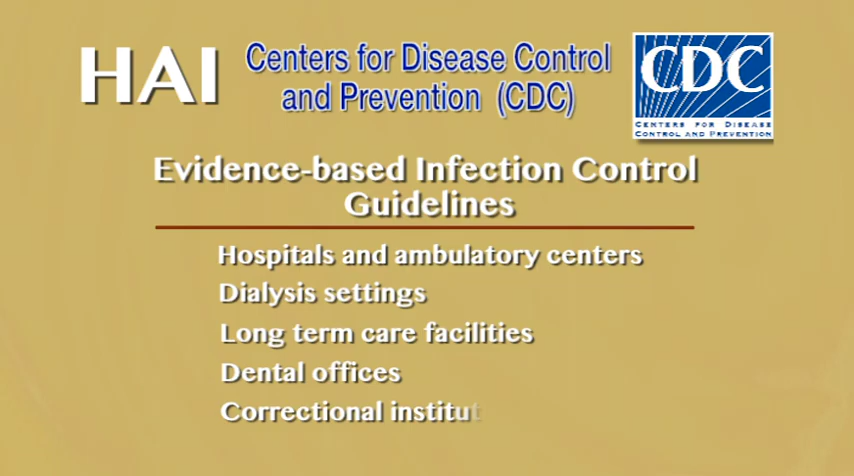 HAI
Centers for Disease Control
and Prevention (CDC)
CDC
CENTERS FOR DISEASE
CONTROL AND PREVENTION
Evidence-based Infection Control
Guidelines
Hospitals and ambulatory centers
Dialysis settings
Long term care facilities
Dental offices
Correctional institut